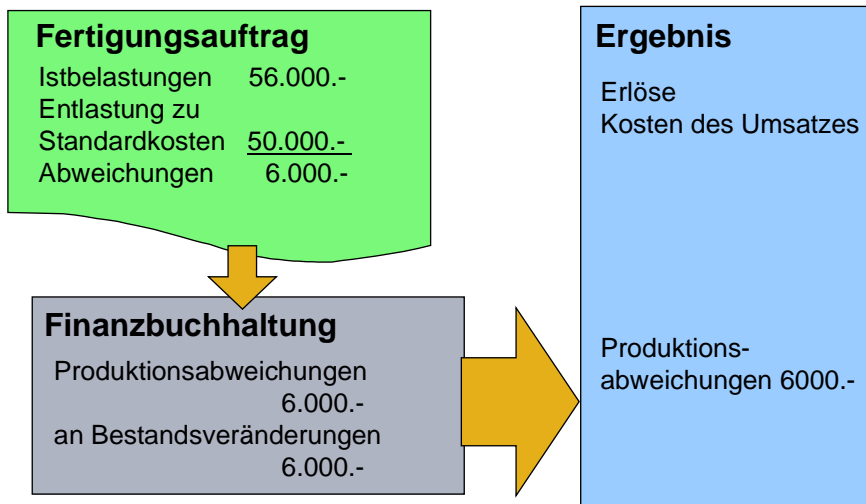 Fertigungsauftrag
Istbelastungen 56.000.-
Entlastung zu
Standardkosten 50.000.-
Abweichungen 6.000.-
Finanzbuchhaltung
Produktionsabweichungen
6.000.-
an Bestandsveränderungen
6.000.-
Ergebnis
Erlöse
Kosten des Umsatzes
Produktions-
abweichungen 6000.-